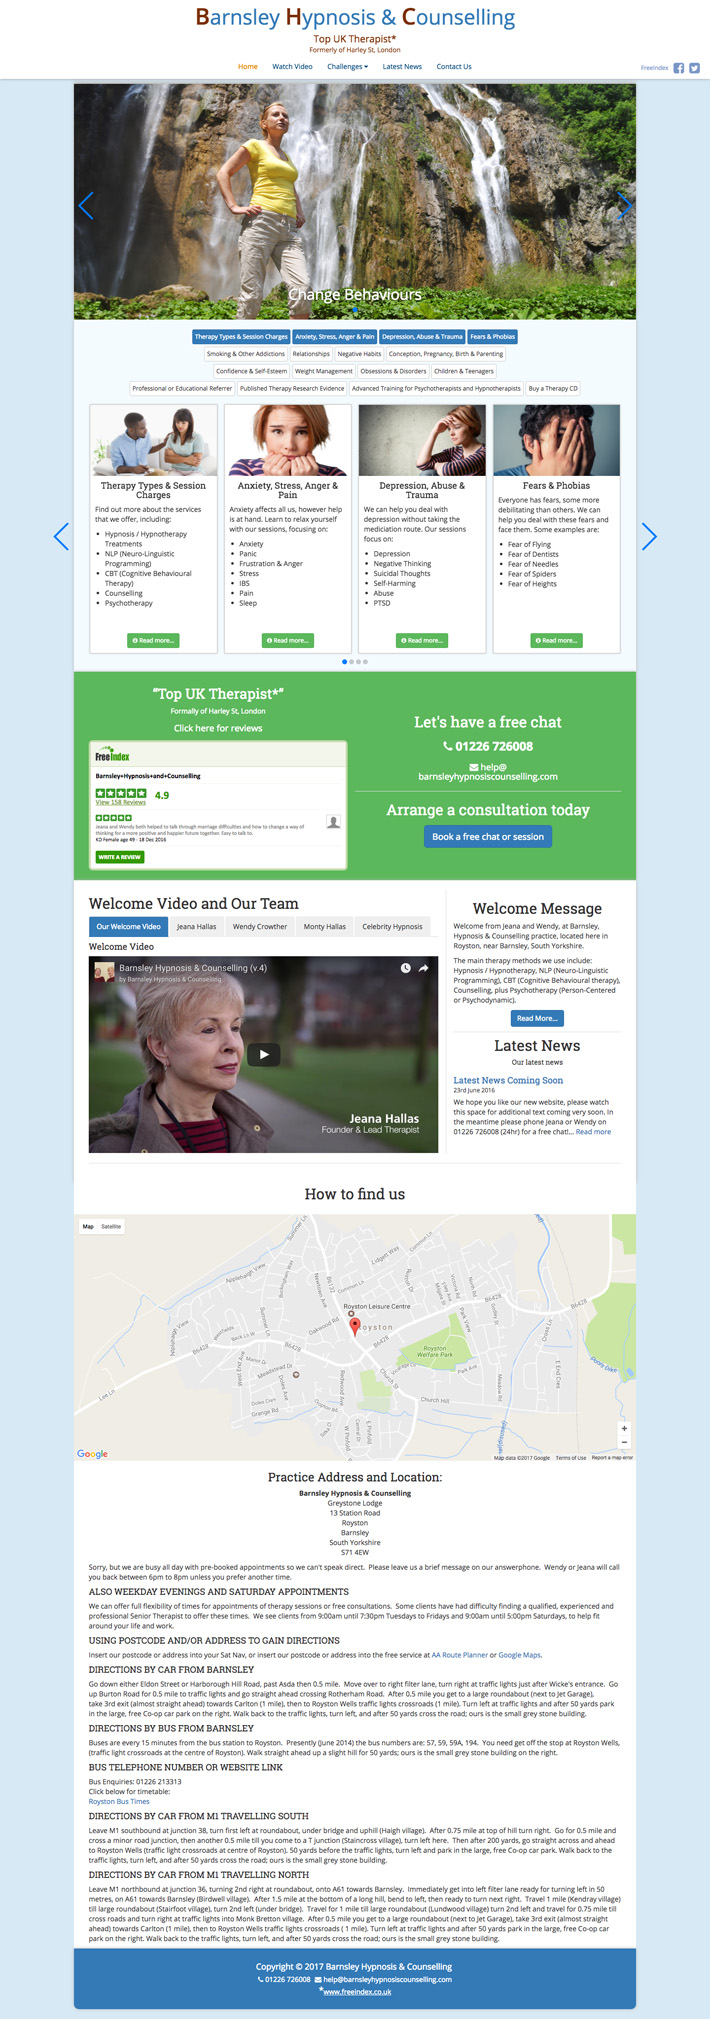 Barnsley Hypnosis & Counselling
Top UK Therapist*
Formerly of Harley St, London
Home Watch Video Challenges Latest News Contact Us
FreeIndex
Change Behaviours
Therapy Types & Session Charges Anxiety, Stress, Anger & Pain Depression, Abuse & Trauma Fears & Phobias
Smoking & Other Addictions Relationships Negative Habits Conception, Pregnancy, Birth & Parenting
Confidence & Self-Esteem Weight Management Obsessions & Disorders Children & Teenagers
Professional or Educational Referrer Published Therapy Research Evidence Advanced Training for Psychotherapists and Hypnotherapists Buy a Therapy CD
Therapy Types & Session
Charges
Find out more about the services
that we offer, including:
Hypnosis / Hypnotherapy
Treatments
NLP (Neuro-Linguistic
Programming)
CBT (Cognitive Behavioural
Therapy)
Counselling
Psychotherapy
Read more...
Anxiety, Stress, Anger &
Pain
Anxiety affects all us, however help
is at hand. Learn to relax yourself
with our sessions, focusing on:
Anxiety
Panic
Frustration & Anger
Stress
IBS
Pain
Sleep
Read more...
Depression, Abuse &
Trauma
We can help you deal with
depression without taking the
mediciation route. Our sessions
focus on:
Depression
Negative Thinking
Suicidal Thoughts
Self-Harming
Abuse
PTSD
Read more...
Fears & Phobias
Everyone has fears, some more
debilitating than others. We can
help you deal with these fears and
face them. Some examples are:
Fear of Flying
Fear of Dentists
Fear of Needles
Fear of Spiders
Fear of Heights
Read more...
"Top UK Therapist*"
Formally of Harley St, London
Click here for reviews
FreeIndex
Barnsley+Hypnosis+and+Counselling
4.9
View 158 Reviews
Jeana and Wendy both helped to talk through marriage difficulties and how to change a way of
thinking for a more positive and happier future together. Easy to talk to.
KD Female age 49 - 18 Dec 2016
WRITE A REVIEW
Let's have a free chat
01226 726008
help@
barnsleyhypnosiscounselling.com
Arrange a consultation today
Book a free chat or session
Welcome Video and Our Team
Our Welcome Video Jeana Hallas Wendy Crowther Monty Hallas Celebrity Hypnosis
Welcome Video
Barnsley Hypnosis & Counselling (v.4)
by Barnsley Hypnosis & Counselling
Jeana Hallas
Founder & Lead Therapist
Welcome Message
Welcome from Jeana and Wendy, at Barnsley,
Hypnosis & Counselling practice, located here in
Royston, near Barnsley, South Yorkshire.
The main therapy methods we use include:
Hypnosis / Hypnotherapy, NLP (Neuro-Linguistic
Programming), CBT (Cognitive Behavioural therapy),
Counselling, plus Psychotherapy (Person-Centered
or Psychodynamic).
Read More...
Latest News
Our latest news
Latest News Coming Soon
23rd June 2016
We hope you like our new website, please watch
this space for additional text coming very soon. In
the meantime please phone Jeana or Wendy on
01226 726008 (24hr) for a free chat!... Read more
How to find us
Map Satellite
Summer Ln
Applehaigh View
Lidgett Way
Common Ln
B6132
Newtown Ave
Oakwood Rd
Royston Leisure Centre
Royston
Royston
Welfare Park
B6428
B6428
B6428
Back Ln W
Meadstead Dr
Grange Rd
Lee Ln
Church St
Church Hill
Park View
Park Ave
Midland Rd
Cross Ln
E End Cres
Google
Map data ©2017 Google Terms of Use Report a map error
Practice Address and Location:
Barnsley Hypnosis & Counselling
Greystone Lodge
13 Station Road
Royston
Barnsley
South Yorkshire
S71 4EW
Sorry, but we are busy all day with pre-booked appointments so we can't speak direct. Please leave us a brief message on our answerphone. Wendy or Jeana will call
you back between 6pm to 8pm unless you prefer another time.
ALSO WEEKDAY EVENINGS AND SATURDAY APPOINTMENTS
We can offer full flexibility of times for appointments of therapy sessions or free consultations. Some clients have had difficulty finding a qualified, experienced and
professional Senior Therapist to offer these times. We see clients from 9:00am until 7:30pm Tuesdays to Fridays and 9:00am until 5:00pm Saturdays, to help fit
around your life and work.
USING POSTCODE AND/OR ADDRESS TO GAIN DIRECTIONS
Insert our postcode or address into your Sat Nav, or insert our postcode or address into the free service at AA Route Planner or Google Maps.
DIRECTIONS BY CAR FROM BARNSLEY
Go down either Eldon Street or Harborough Hill Road, past Asda then 0.5 mile. Move over to right filter lane, turn right at traffic lights just after Wicke's entrance. Go
up Burton Road for 0.5 mile to traffic lights and go straight ahead crossing Rotherham Road. After 0.5 mile you get to a large roundabout (next to Jet Garage),
take 3rd exit (almost straight ahead) towards Carlton (1 mile), then to Royston Wells traffic lights crossroads (1 mile). Turn left at traffic lights and after 50 yards park
in the large, free Co-op car park on the right. Walk back to the traffic lights, turn left, and after 50 yards cross the road; ours is the small grey stone building.
DIRECTIONS BY BUS FROM BARNSLEY
Buses are every 15 minutes from the bus station to Royston. Presently (June 2014) the bus numbers are: 57, 59, 59A, 194. You need get off the stop at Royston Wells,
(traffic light crossroads at the centre of Royston). Walk straight ahead up a slight hill for 50 yards; ours is the small grey stone building on the right.
BUS TELEPHONE NUMBER OR WEBSITE LINK
Bus Enquiries: 01226 213313
Click below for timetable:
Royston Bus Times
DIRECTIONS BY CAR FROM M1 TRAVELLING SOUTH
Leave M1 southbound at junction 38, turn first left at roundabout, under bridge and uphill (Haigh village). After 0.75 mile at top of hill turn right. Go for 0.5 mile and
cross a minor road junction, then another 0.5 mile till you come to a T junction (Staincross village), turn left here. Then after 200 yards, go straight across and ahead
to Royston Wells (traffic light crossroads at centre of Royston). 50 yards before the traffic lights, turn left and park in the large, free Co-op car park. Walk back to the
traffic lights, turn left, and after 50 yards cross the road; ours is the small grey stone building.
DIRECTIONS BY CAR FROM M1 TRAVELLING NORTH
Leave M1 northbound at junction 36, turning 2nd right at roundabout, onto A61 towards Barnsley. Immediately get into left filter lane ready for turning left in 50
metres, on A61 towards Barnsley (Birdwell village). After 1.5 mile at the bottom of a long hill, bend to left, then ready to turn next right. Travel 1 mile (Kendray village)
till large roundabout (Stairfoot village), turn 2nd left (under bridge). Travel for 1 mile till large roundabout (Lundwood village) turn 2nd left and travel for 0.75 mile till
cross roads and turn right at traffic lights into Monk Bretton village. After 0.5 mile you get to a large roundabout (next to Jet Garage), take 3rd exit (almost straight
ahead) towards Carlton (1 mile), then to Royston Wells traffic lights crossroads ( 1 mile). Turn left at traffic lights and after 50 yards park in the large, free Co-op car
park on the right. Walk back to the traffic lights, turn left, and after 50 yards cross the road; ours is the small grey stone building.
Copyright © 2017 Barnsley Hypnosis & Counselling
01226 726008 help@barnsleyhypnosiscounselling.com
*www.freeindex.co.uk